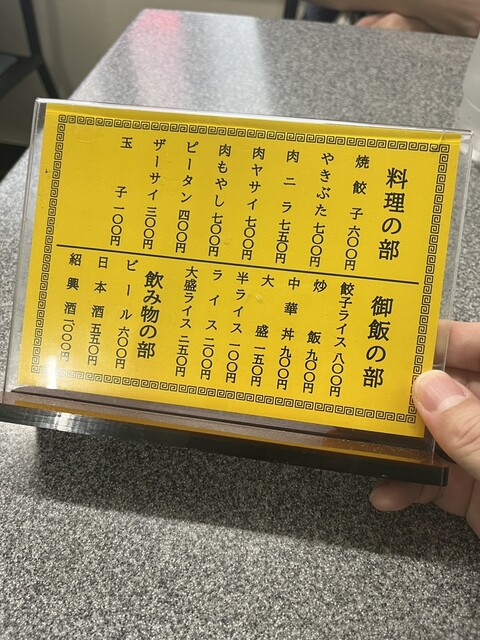 料理の部
焼餃子 六〇〇円
やきぶた 七〇〇円
肉ニラ 七五〇円
肉ヤサイ 七〇〇円
肉もやし 七〇〇円
ピータン 四〇〇円
ザーサイ 二〇〇円
玉子 一〇〇円
御飯の部
餃子ライス 八〇〇円
炒飯 九〇〇円
中華丼 九〇〇円
大盛 一五〇円
半ライス 一〇〇円
ライス 二〇〇円
大盛ライス 二五〇円
飲み物の部
ビール 六〇〇円
日本酒 五五〇円
紹興酒 1000円